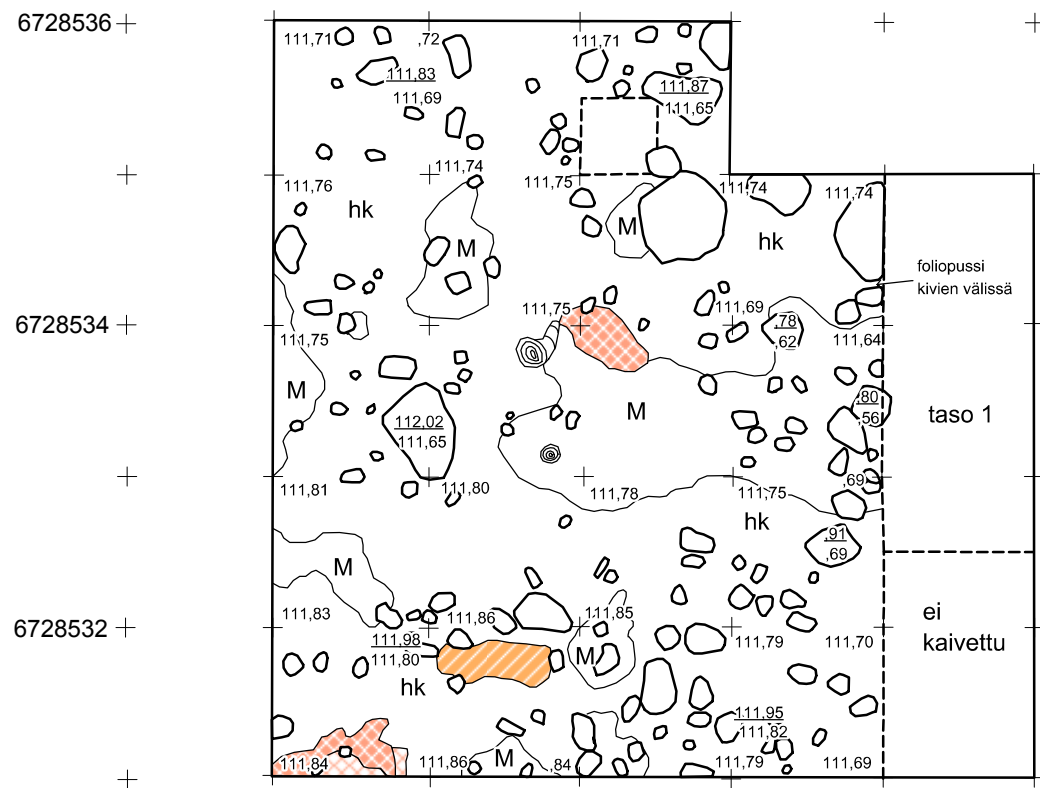 6728536
111,71
,72
111,71
111,83
111,69
111,87
111,65
111,74
111,75
111,76
111,74
111,74
hk
M
M
hk
foliopussi
kivien välissä
111,75
111,69
,78
,62
6728534
111,75
111,64
M
M
,80
,56
taso 1
112,02
111,65
111,81
111,80
111,78
111,75
,69
hk
,91
,69
M
111,83
111,86
111,85
ei
kaivettu
6728532
111,98
111,80
M
111,79
111,70
hk
111,95
111,82
111,84
111,86
M
,84
111,79
111,69